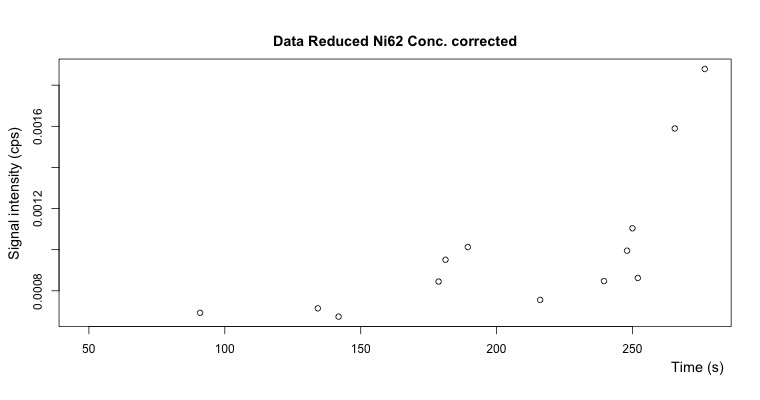 Data Reduced Ni62 Conc. corrected
Signal intensity (cps)
0.0016
0.0012
0.0008
50 100 150 200 250
Time (s)